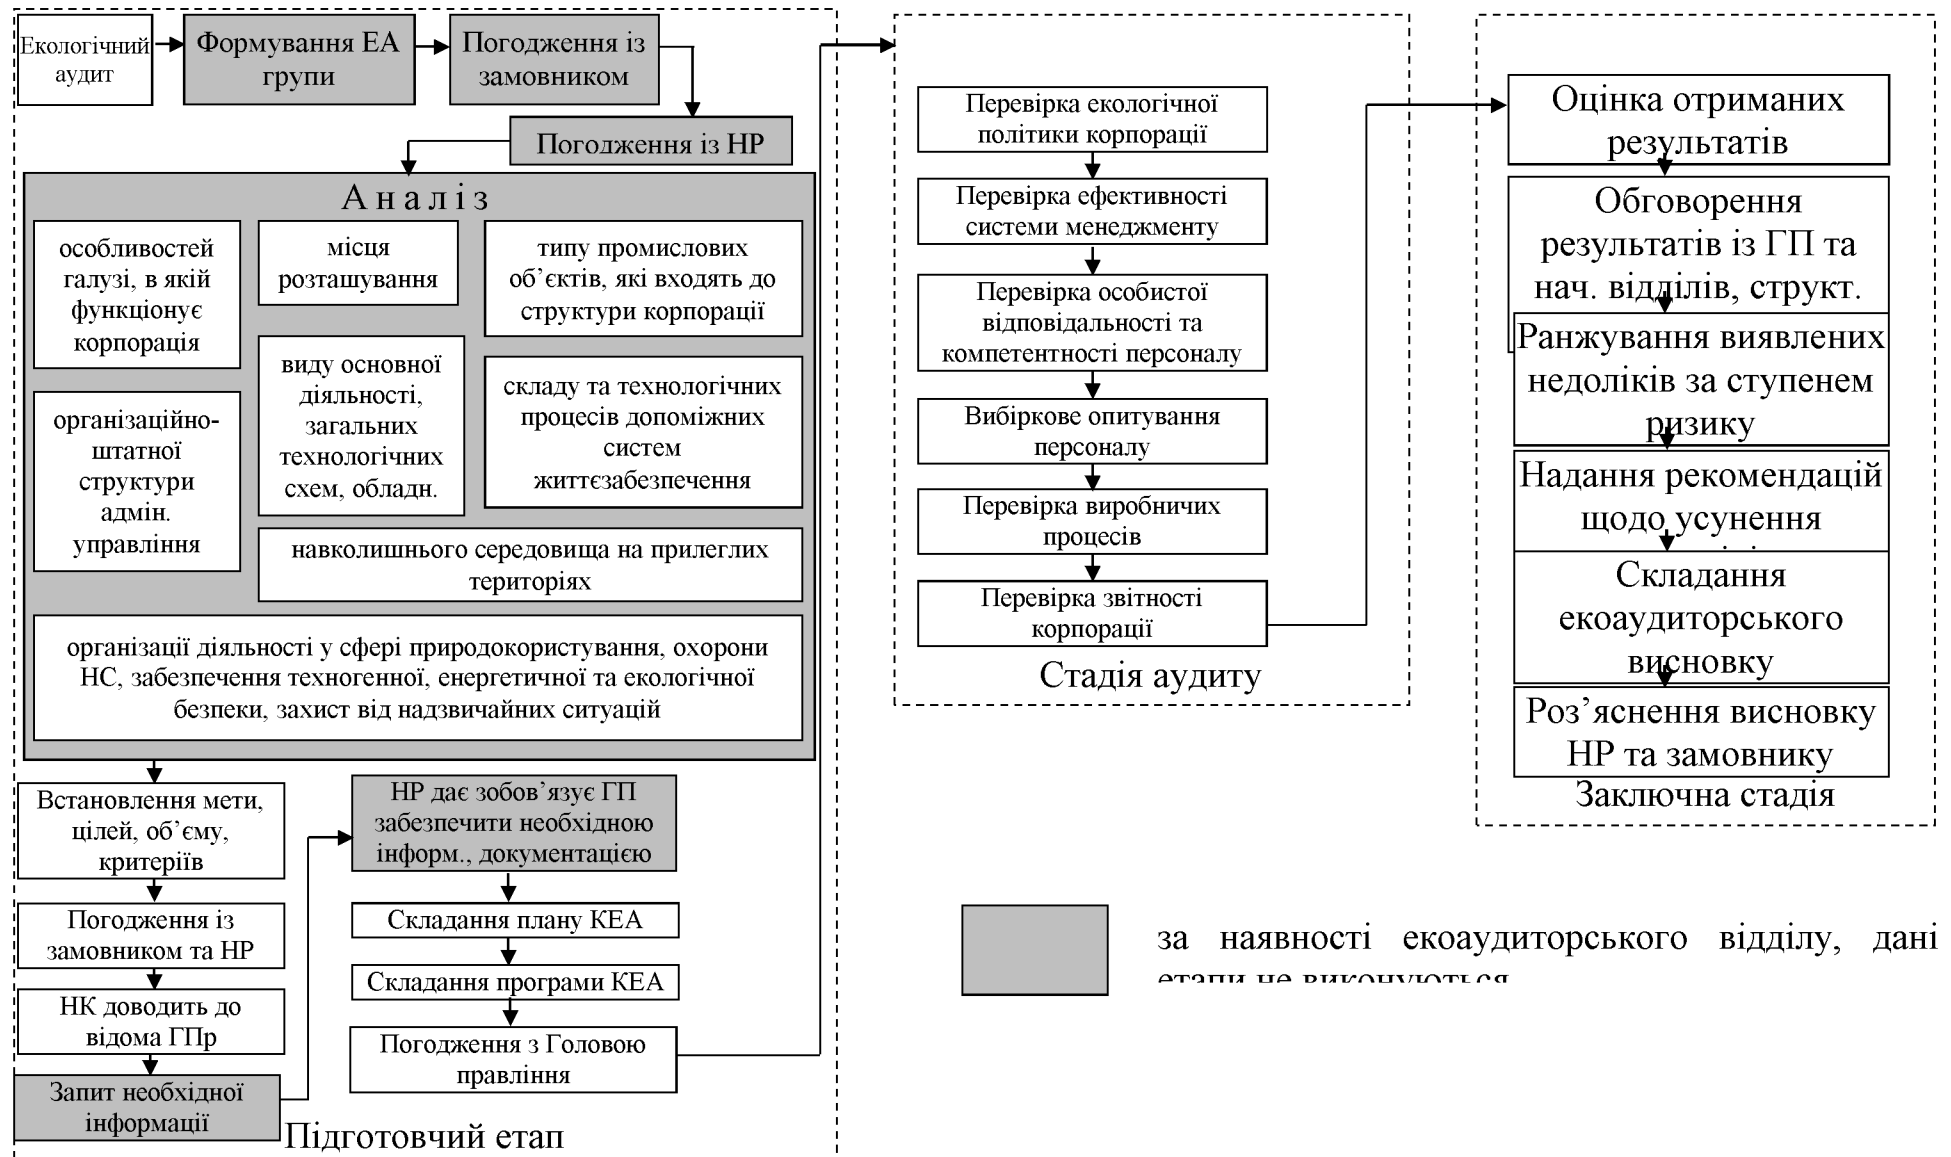 Екологічний
аудит
Формування ЕА
групи
Погодження із
замовником
Погодження із НР
Аналіз
особливостей
галузі, в якій
функціонує
корпорація
місця
розташування
типу промислових
об’єктів, які входять до
структури корпорації
організаційно-
штатної
структури
адмін.
управління
виду основної
діяльності,
загальних
технологічних
схем, обладн.
складу та технологічних
процесів допоміжних
систем
життєзабезпечення
навколишнього середовища на прилеглих
територіях
організації діяльності у сфері природокористування, охорони
НС, забезпечення техногенної, енергетичної та екологічної
безпеки, захист від надзвичайних ситуацій
Встановлення мети,
цілей, об’єму,
критеріїв
Погодження із
замовником та НР
НК доводить до
відома ГПр
Запит необхідної
інформації
НР дає зобов’язує ГП
забезпечити необхідною
інформ., документацією
Складання плану КЕА
Складання програми КЕА
Погодження з Головою
правління
Підготовчий етап
Перевірка екологічної
політики корпорації
Перевірка ефективності
системи менеджменту
Перевірка особистої
відповідальності та
компетентності персоналу
Вибіркове опитування
персоналу
Перевірка виробничих
процесів
Перевірка звітності
корпорації
Стадія аудиту
Оцінка отриманих
результатів
Обговорення
результатів із ГП та
нач. відділів, структ.
Ранжування виявлених
недоліків за ступенем
ризику
Надання рекомендацій
щодо усунення
Складання
екоаудиторського
висновку
Роз’яснення висновку
НР та замовнику
Заключна стадія
за наявності екоаудиторського відділу, дані
етапи не виконуються